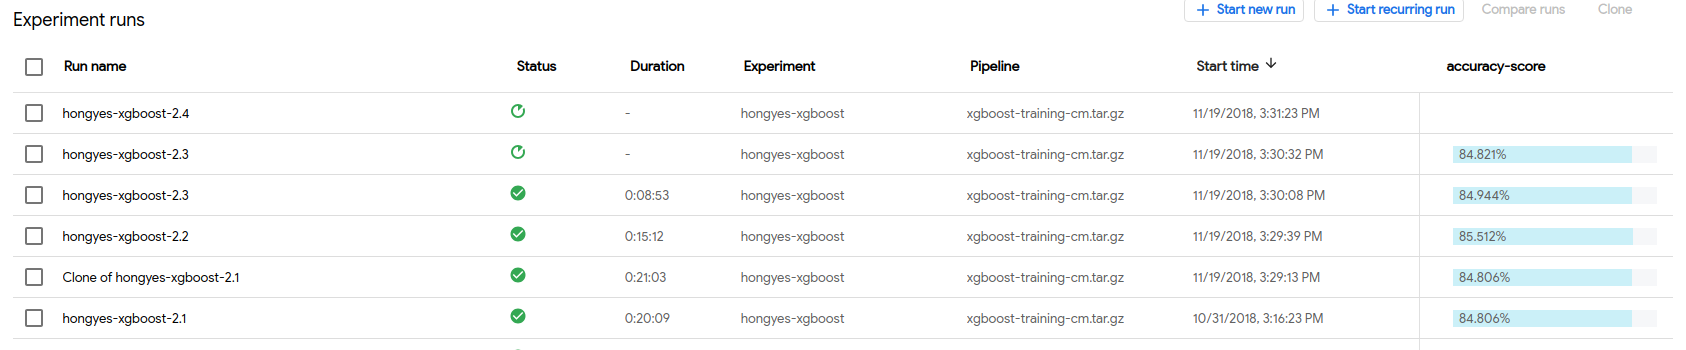 Experiment runs
+ Start new run + Start recurring run Compare runs Clone
Run name Status Duration Experiment Pipeline Start time ↓ accuracy-score
hongyes-xgboost-2.4 - hongyes-xgboost xgboost-training-cm.tar.gz 11/19/2018, 3:31:23 PM
hongyes-xgboost-2.3 - hongyes-xgboost xgboost-training-cm.tar.gz 11/19/2018, 3:30:32 PM 84.821%
hongyes-xgboost-2.3 0:08:53 hongyes-xgboost xgboost-training-cm.tar.gz 11/19/2018, 3:30:08 PM 84.944%
hongyes-xgboost-2.2 0:15:12 hongyes-xgboost xgboost-training-cm.tar.gz 11/19/2018, 3:29:39 PM 85.512%
Clone of hongyes-xgboost-2.1 0:21:03 hongyes-xgboost xgboost-training-cm.tar.gz 11/19/2018, 3:29:13 PM 84.806%
hongyes-xgboost-2.1 0:20:09 hongyes-xgboost xgboost-training-cm.tar.gz 10/31/2018, 3:16:23 PM 84.806%